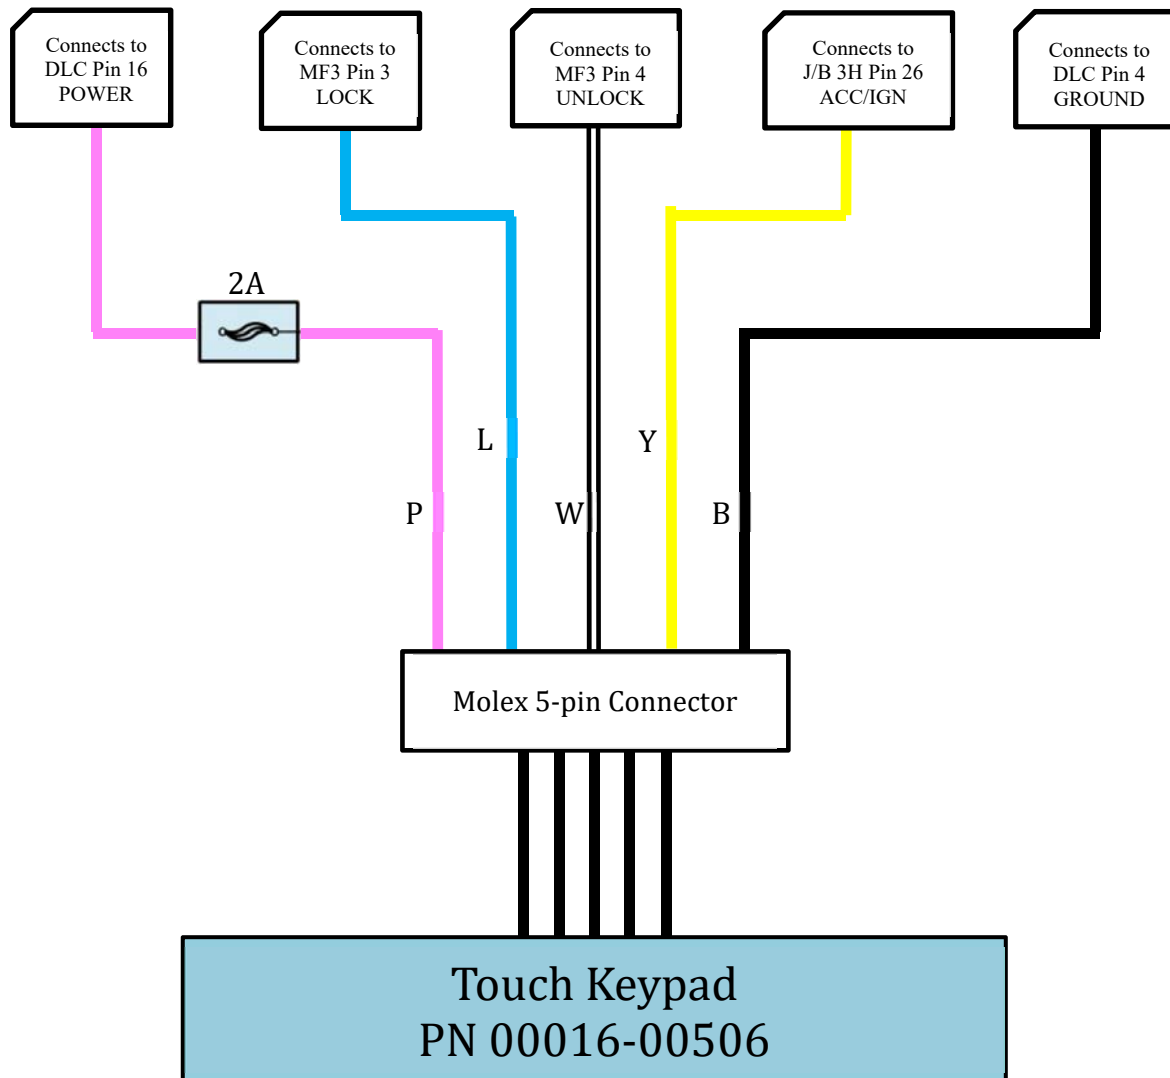 Connects to
DLC Pin 16
POWER
Connects to
MF3 Pin 3
LOCK
Connects to
MF3 Pin 4
UNLOCK
Connects to
J/B 3H Pin 26
ACC/IGN
Connects to
DLC Pin 4
GROUND
2A
L
Y
P
W
B
Molex 5-pin Connector
Touch Keypad
PN 00016-00506